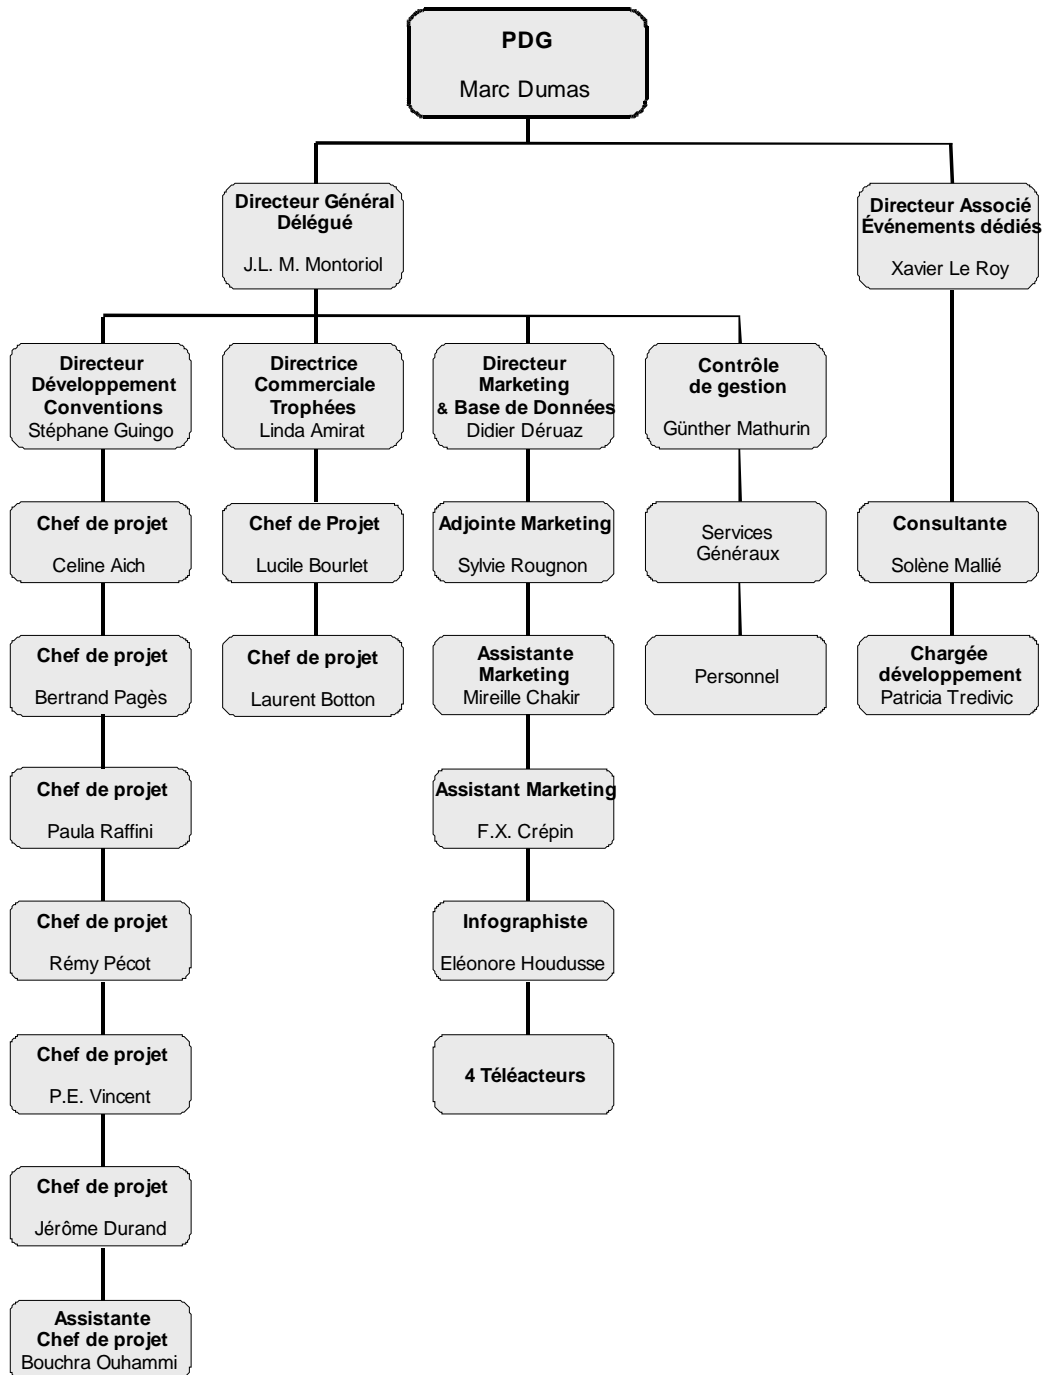 PDG
Marc Dumas
Directeur Général
Délégué
J.L. M. Montoriol
Directeur Associé
Événements dédiés
Xavier Le Roy
Directeur
Développement
Conventions
Stéphane Guingo
Directrice
Commerciale
Trophées
Linda Amirat
Directeur
Marketing
& Base de Données
Didier Déruaz
Contrôle
de gestion
Günther Mathurin
Chef de projet
Celine Aich
Chef de Projet
Lucile Bourlet
Adjointe Marketing
Sylvie Rougnon
Services
Généraux
Consultante
Solène Mallié
Chef de projet
Bertrand Pagès
Chef de projet
Laurent Botton
Assistante
Marketing
Mireille Chakir
Personnel
Chargée
développement
Patricia Tredivic
Chef de projet
Paula Raffini
Assistant Marketing
F.X. Crépin
Chef de projet
Rémy Pécot
Infographiste
Eléonore Houdusse
Chef de projet
P.E. Vincent
4 Téléacteurs
Chef de projet
Jérôme Durand
Assistante
Chef de projet
Bouchra Ouhammi